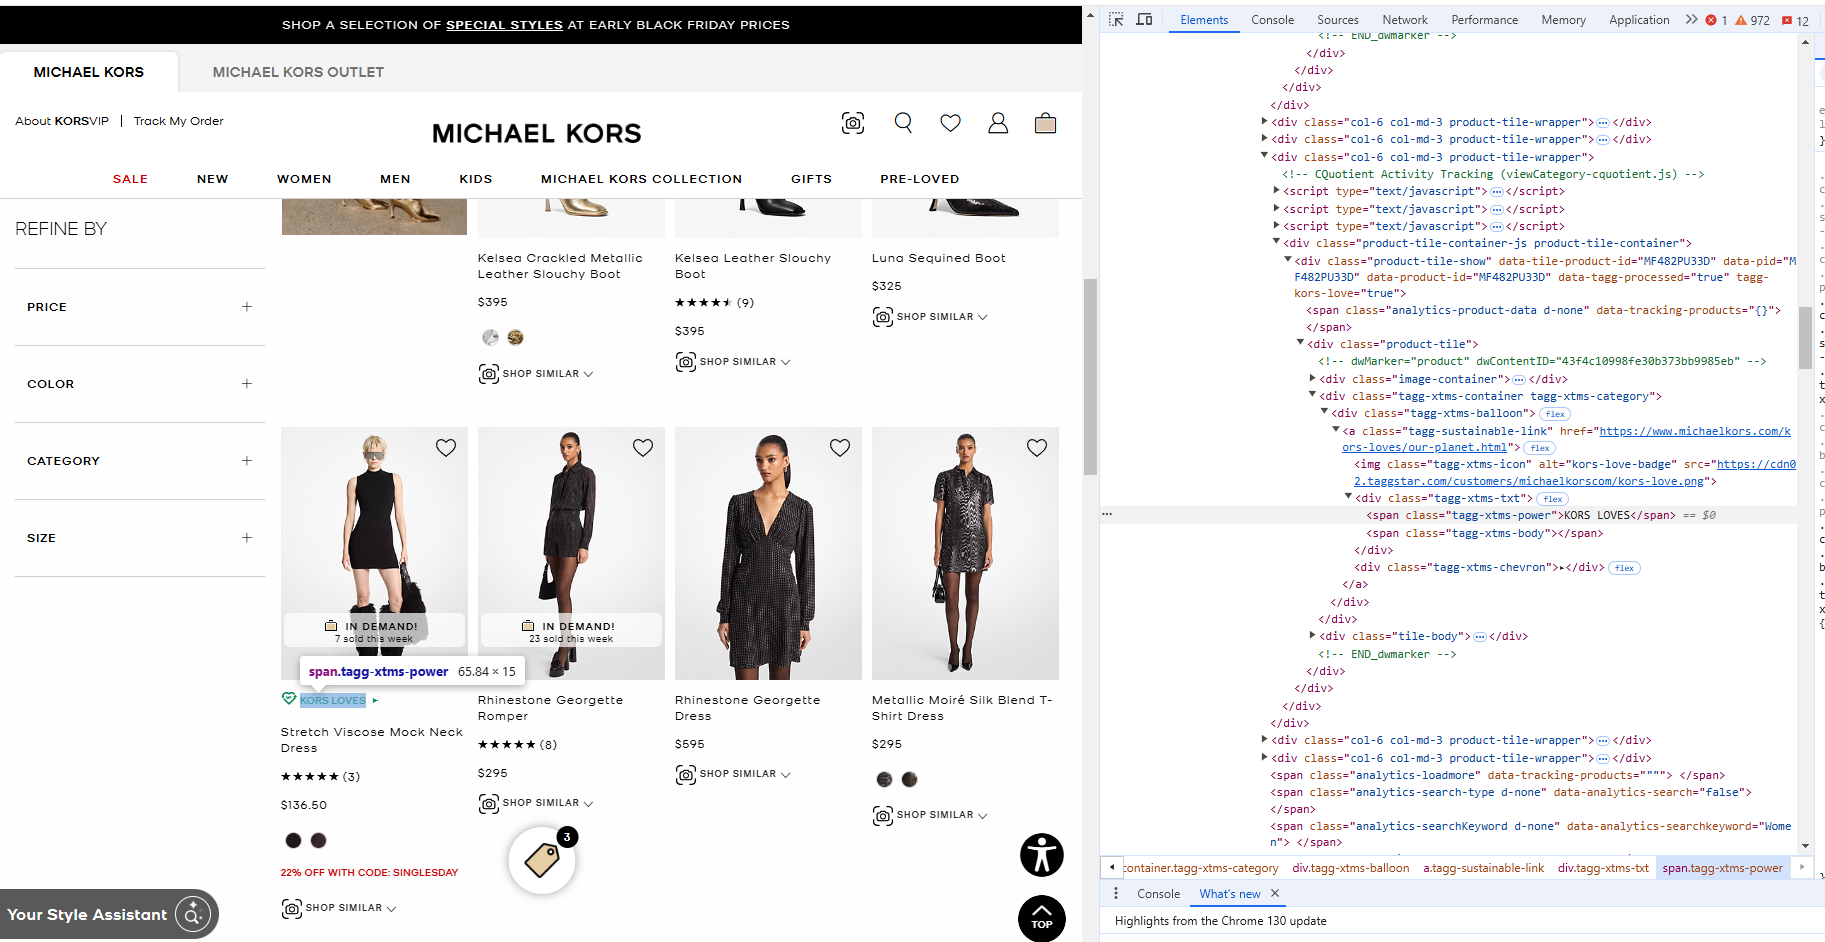 SHOP A SELECTION OF SPECIAL STYLES AT EARLY BLACK FRIDAY PRICES
MICHAEL KORS
MICHAEL KORS OUTLET
About KORSVIP | Track My Order
MICHAEL KORS
SALE NEW WOMEN MEN KIDS MICHAEL KORS COLLECTION GIFTS PRE-LOVED
REFINE BY
PRICE +
COLOR +
CATEGORY +
SIZE +
Kelsea Crackled Metallic
Leather Slouchy Boot
$395
SHOP SIMILAR
Kelsea Leather Slouchy
Boot
★★★★★ (9)
$395
SHOP SIMILAR
Luna Sequined Boot
$325
SHOP SIMILAR
IN DEMAND!
7 sold this week
span.tagg-xtms-power 65.84 × 15
KORS LOVES ▸
Stretch Viscose Mock Neck
Dress
★★★★★ (3)
$136.50
22% OFF WITH CODE: SINGLESDAY
SHOP SIMILAR
IN DEMAND!
23 sold this week
Rhinestone Georgette
Romper
★★★★★ (8)
$295
SHOP SIMILAR
3
Rhinestone Georgette
Dress
$595
SHOP SIMILAR
Metallic Moiré Silk Blend T-
Shirt Dress
$295
SHOP SIMILAR
TOP
Your Style Assistant
Elements Console Sources Network Performance Memory Application 1 972 12
<!-- END_dwmarker -->
</div>
</div>
</div>
</div>
<div class="col-6 col-md-3 product-tile-wrapper">⋯</div>
<div class="col-6 col-md-3 product-tile-wrapper">⋯</div>
<div class="col-6 col-md-3 product-tile-wrapper">
<!-- CQuotient Activity Tracking (viewCategory-cquotient.js) -->
<script type="text/javascript">⋯</script>
<script type="text/javascript">⋯</script>
<script type="text/javascript">⋯</script>
<div class="product-tile-container-js product-tile-container">
<div class="product-tile-show" data-tile-product-id="MF482PU33D" data-pid="M
F482PU33D" data-product-id="MF482PU33D" data-tagg-processed="true" tagg-
kors-love="true">
<span class="analytics-product-data d-none" data-tracking-products="{}">
</span>
<div class="product-tile">
<!-- dwMarker="product" dwContentID="43f4c10998fe30b373bb9985eb" -->
<div class="image-container">⋯</div>
<div class="tagg-xtms-container tagg-xtms-category">
<div class="tagg-xtms-balloon"> flex
<a class="tagg-sustainable-link" href="https://www.michaelkors.com/k
ors-loves/our-planet.html"> flex
<img class="tagg-xtms-icon" alt="kors-love-badge" src="https://cdn0
2.taggstar.com/customers/michaelkorscom/kors-love.png">
<div class="tagg-xtms-txt"> flex
<span class="tagg-xtms-power">KORS LOVES</span> == $0
<span class="tagg-xtms-body"></span>
</div>
<div class="tagg-xtms-chevron">▸</div> flex
</a>
</div>
</div>
<div class="tile-body">⋯</div>
<!-- END_dwmarker -->
</div>
</div>
</div>
</div>
<div class="col-6 col-md-3 product-tile-wrapper">⋯</div>
<div class="col-6 col-md-3 product-tile-wrapper">⋯</div>
<span class="analytics-loadmore" data-tracking-products=""""> </span>
<span class="analytics-search-type d-none" data-analytics-search="false">
</span>
<span class="analytics-searchKeyword d-none" data-analytics-searchkeyword="Wome
n"> </span>
container.tagg-xtms-category div.tagg-xtms-balloon a.tagg-sustainable-link div.tagg-xtms-txt span.tagg-xtms-power
Console What's new ×
Highlights from the Chrome 130 update